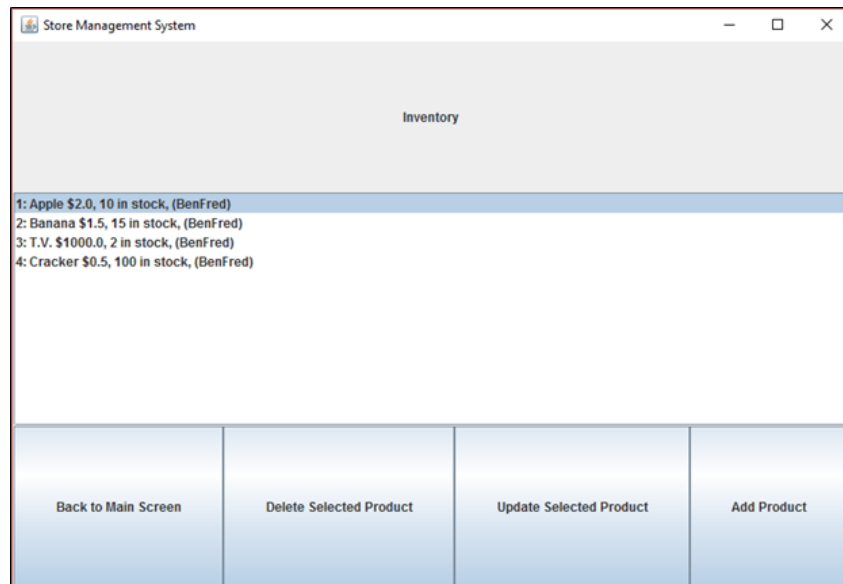 Store Management System
Inventory
1: Apple $2.0, 10 in stock, (BenFred)
2: Banana $1.5, 15 in stock, (BenFred)
3: T.V. $1000.0, 2 in stock, (BenFred)
4: Cracker $0.5, 100 in stock, (BenFred)
Back to Main Screen
Delete Selected Product
Update Selected Product
Add Product